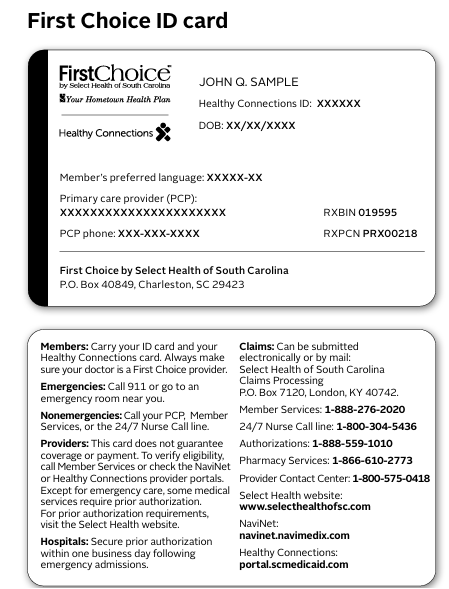 First Choice ID card
FirstChoice™
by Select Health of South Carolina
Your Hometown Health Plan
Healthy Connections
JOHN Q. SAMPLE
Healthy Connections ID: XXXXXX
DOB: XX/XX/XXXX
Member's preferred language: XXXXX-XX
Primary care provider (PCP):
XXXXXXXXXXXXXXXXXXXXXX
RXBIN 019595
PCP phone: XXX-XXX-XXXX
RXPCN PRX00218
First Choice by Select Health of South Carolina
P.O. Box 40849, Charleston, SC 29423
Members: Carry your ID card and your
Healthy Connections card. Always make
sure your doctor is a First Choice provider.
Emergencies: Call 911 or go to an
emergency room near you.
Nonemergencies: Call your PCP, Member
Services, or the 24/7 Nurse Call line.
Providers: This card does not guarantee
coverage or payment. To verify eligibility,
call Member Services or check the NaviNet
or Healthy Connections provider portals.
Except for emergency care, some medical
services require prior authorization.
For prior authorization requirements,
visit the Select Health website.
Hospitals: Secure prior authorization
within one business day following
emergency admissions.
Claims: Can be submitted
electronically or by mail:
Select Health of South Carolina
Claims Processing
P.O. Box 7120, London, KY 40742.
Member Services: 1-888-276-2020
24/7 Nurse Call line: 1-800-304-5436
Authorizations: 1-888-559-1010
Pharmacy Services: 1-866-610-2773
Provider Contact Center: 1-800-575-0418
Select Health website:
www.selecthealthofsc.com
NaviNet:
navinet.navimedix.com
Healthy Connections:
portal.scmedicaid.com